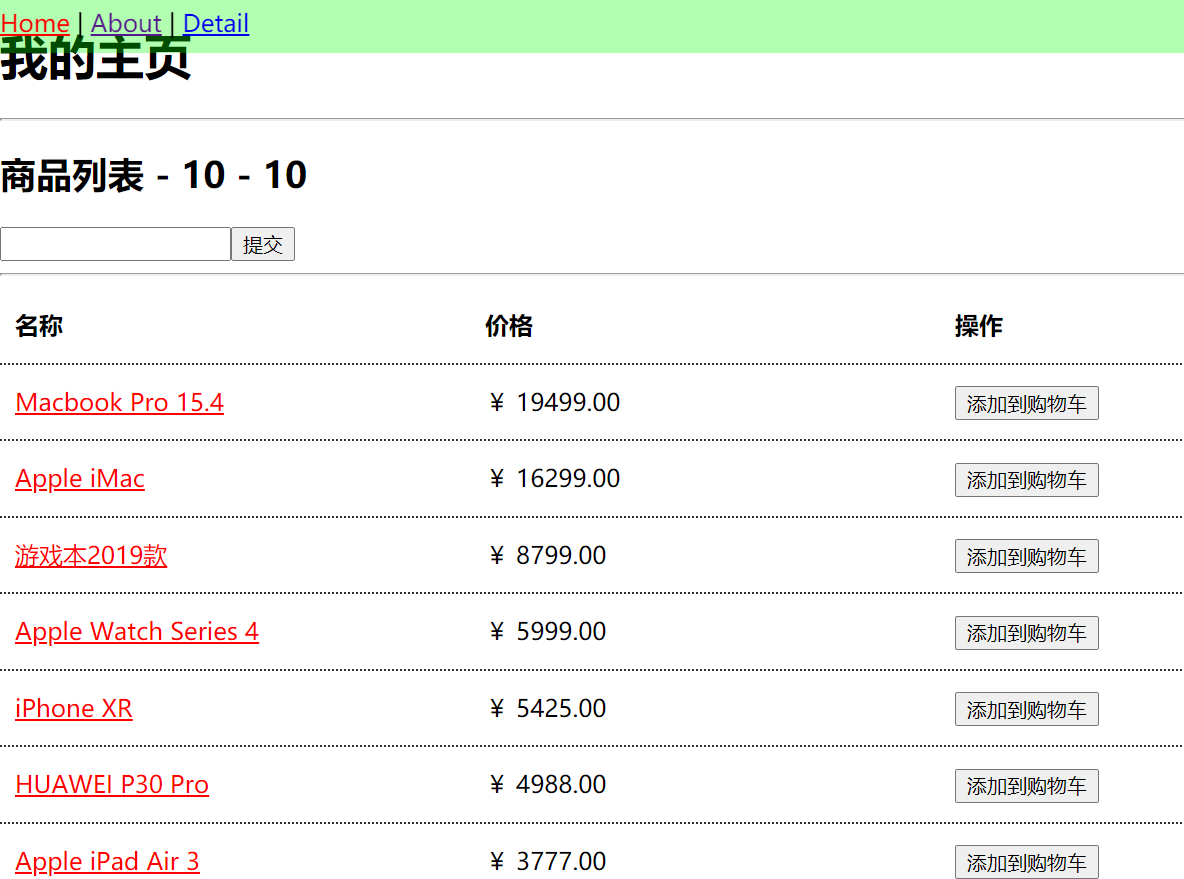 Home | About | Detail
我的主页
商品列表 - 10 - 10
提交
名称 价格 操作
Macbook Pro 15.4 ￥ 19499.00 添加到购物车
Apple iMac ￥ 16299.00 添加到购物车
游戏本2019款 ￥ 8799.00 添加到购物车
Apple Watch Series 4 ￥ 5999.00 添加到购物车
iPhone XR ￥ 5425.00 添加到购物车
HUAWEI P30 Pro ￥ 4988.00 添加到购物车
Apple iPad Air 3 ￥ 3777.00 添加到购物车